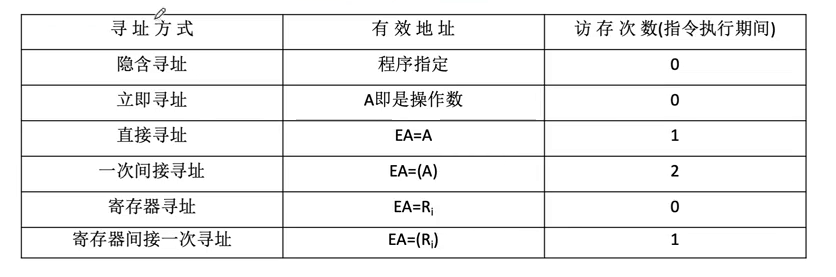 寻址方式 有效地址 访存次数(指令执行期间)
隐含寻址 程序指定 0
立即寻址 A即是操作数 0
直接寻址 EA=A 1
一次间接寻址 EA=(A) 2
寄存器寻址 EA=Ri 0
寄存器间接一次寻址 EA=(Ri) 1